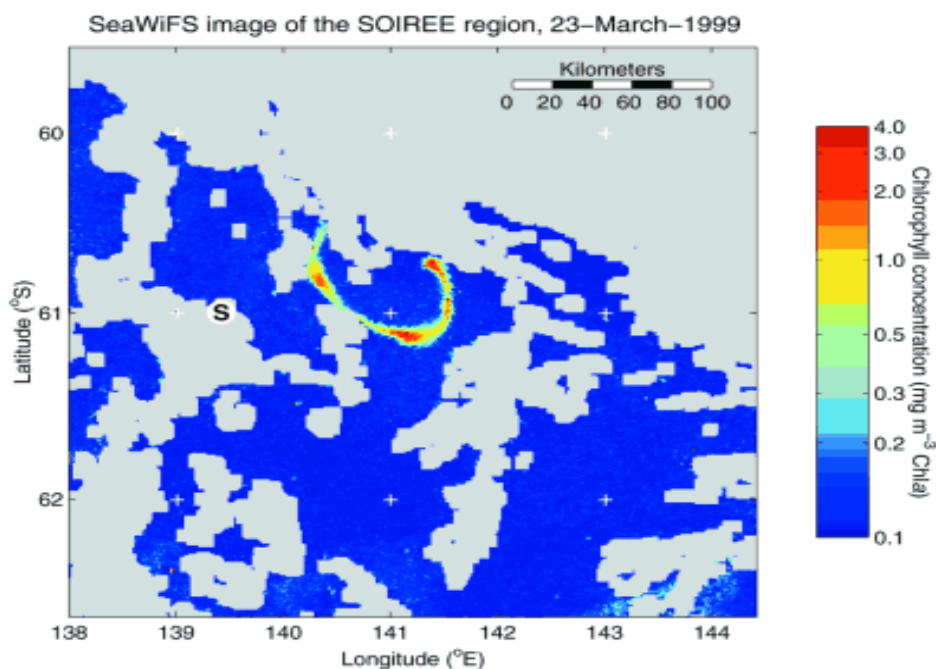 SeaWiFS image of the SOIREE region, 23-March-1999
Kilometers
0 20 40 60 80 100
60
61
62
Latitude (°S)
S
138 139 140 141 142 143 144
Longitude (°E)
4.0
3.0
2.0
1.0
0.5
0.3
0.2
0.1
Chlorophyll concentration (mg m⁻³ Chla)